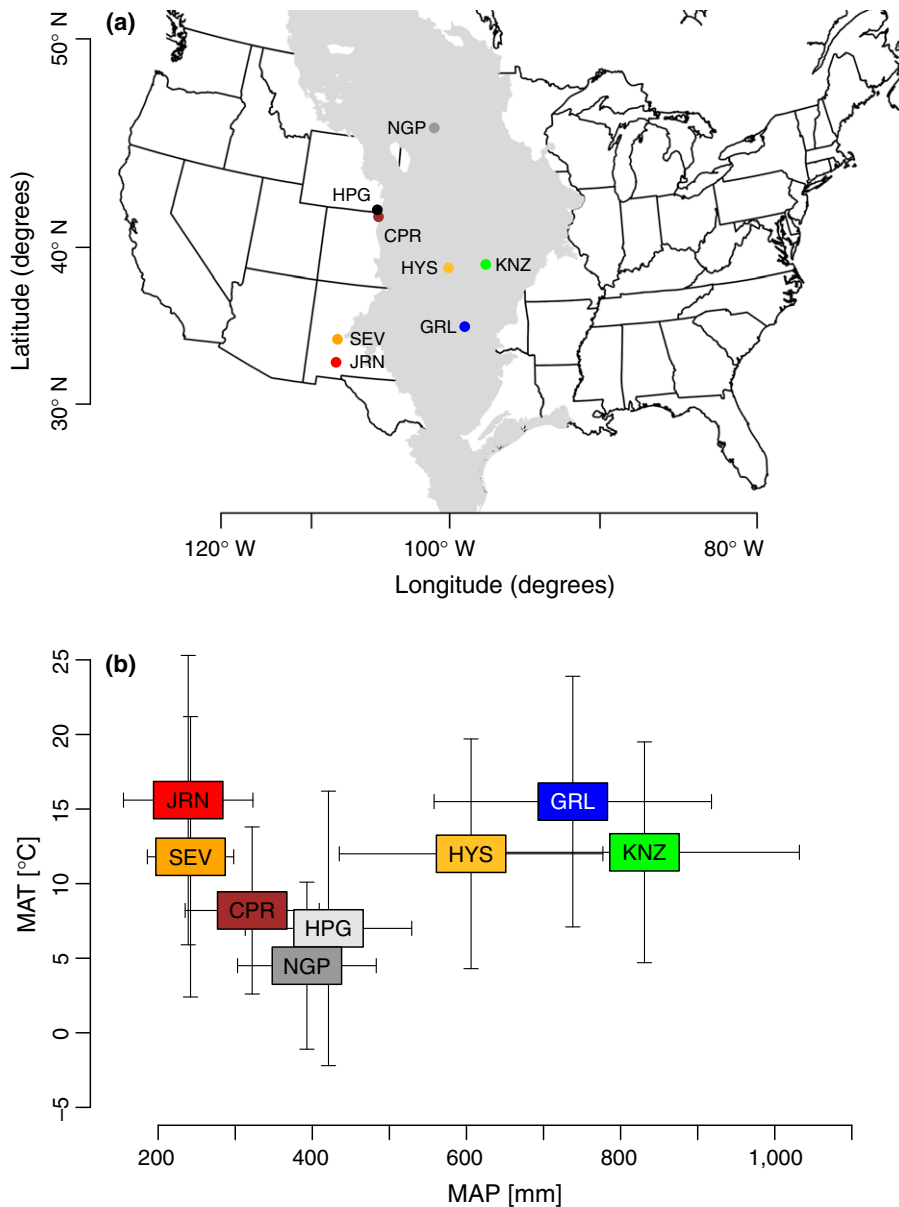 (a)
50° N
40° N
30° N
Latitude (degrees)
NGP
HPG
CPR
HYS
KNZ
GRL
SEV
JRN
120° W
100° W
80° W
Longitude (degrees)
(b)
25
20
15
10
5
0
−5
MAT [°C]
JRN
GRL
SEV
HYS
KNZ
CPR
HPG
NGP
200
400
600
800
1,000
MAP [mm]